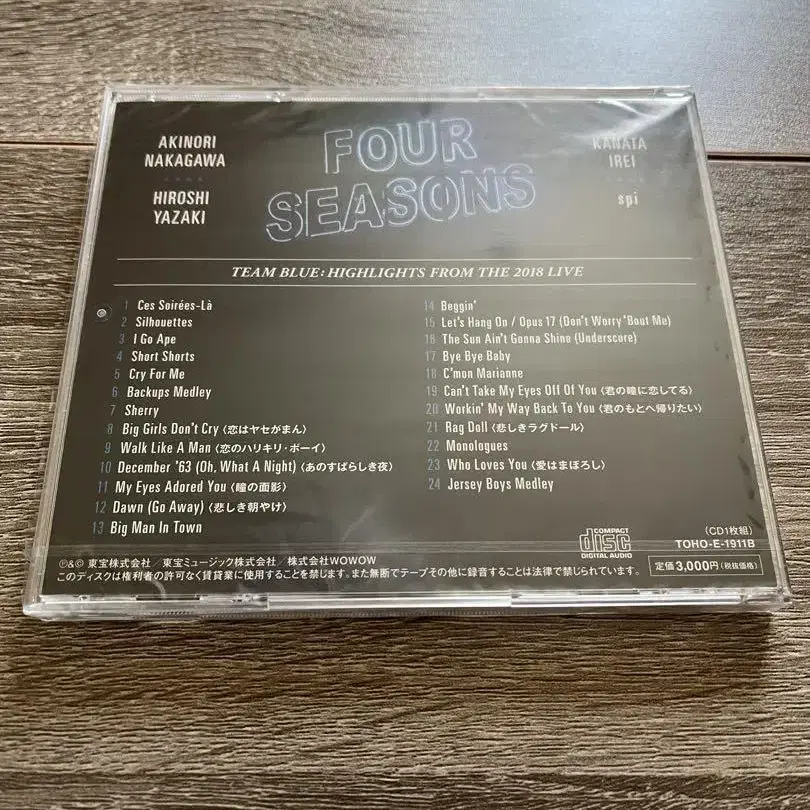 AKINORI
NAKAGAWA
HIROSHI
YAZAKI
FOUR
SEASONS
KANATA
IREI
spi
TEAM BLUE: HIGHLIGHTS FROM THE 2018 LIVE
1 Ces Soirées-Là
2 Silhouettes
3 I Go Ape
4 Short Shorts
5 Cry For Me
6 Backups Medley
7 Sherry
8 Big Girls Don't Cry〈恋はヤセがまん〉
9 Walk Like A Man〈恋のハリキリ・ボーイ〉
10 December '63 (Oh, What A Night)〈あのすばらしき夜〉
11 My Eyes Adored You〈瞳の面影〉
12 Dawn (Go Away)〈悲しき朝やけ〉
13 Big Man In Town
14 Beggin'
15 Let's Hang On / Opus 17 (Don't Worry 'Bout Me)
16 The Sun Ain't Gonna Shine (Underscore)
17 Bye Bye Baby
18 C'mon Marianne
19 Can't Take My Eyes Off Of You〈君の瞳に恋してる〉
20 Workin' My Way Back To You〈君のもとへ帰りたい〉
21 Rag Doll〈悲しきラグドール〉
22 Monologues
23 Who Loves You〈愛はまぼろし〉
24 Jersey Boys Medley
COMPACT
disc
DIGITAL AUDIO
(CD1枚組)
TOHO-E-1911B
℗&© 東宝株式会社／東宝ミュージック株式会社／株式会社WOWOW
このディスクは権利者の許可なく賃貸業に使用することを禁じます。また無断でテープその他に録音することは法律で禁じられています。
定価3,000円(税抜価格)